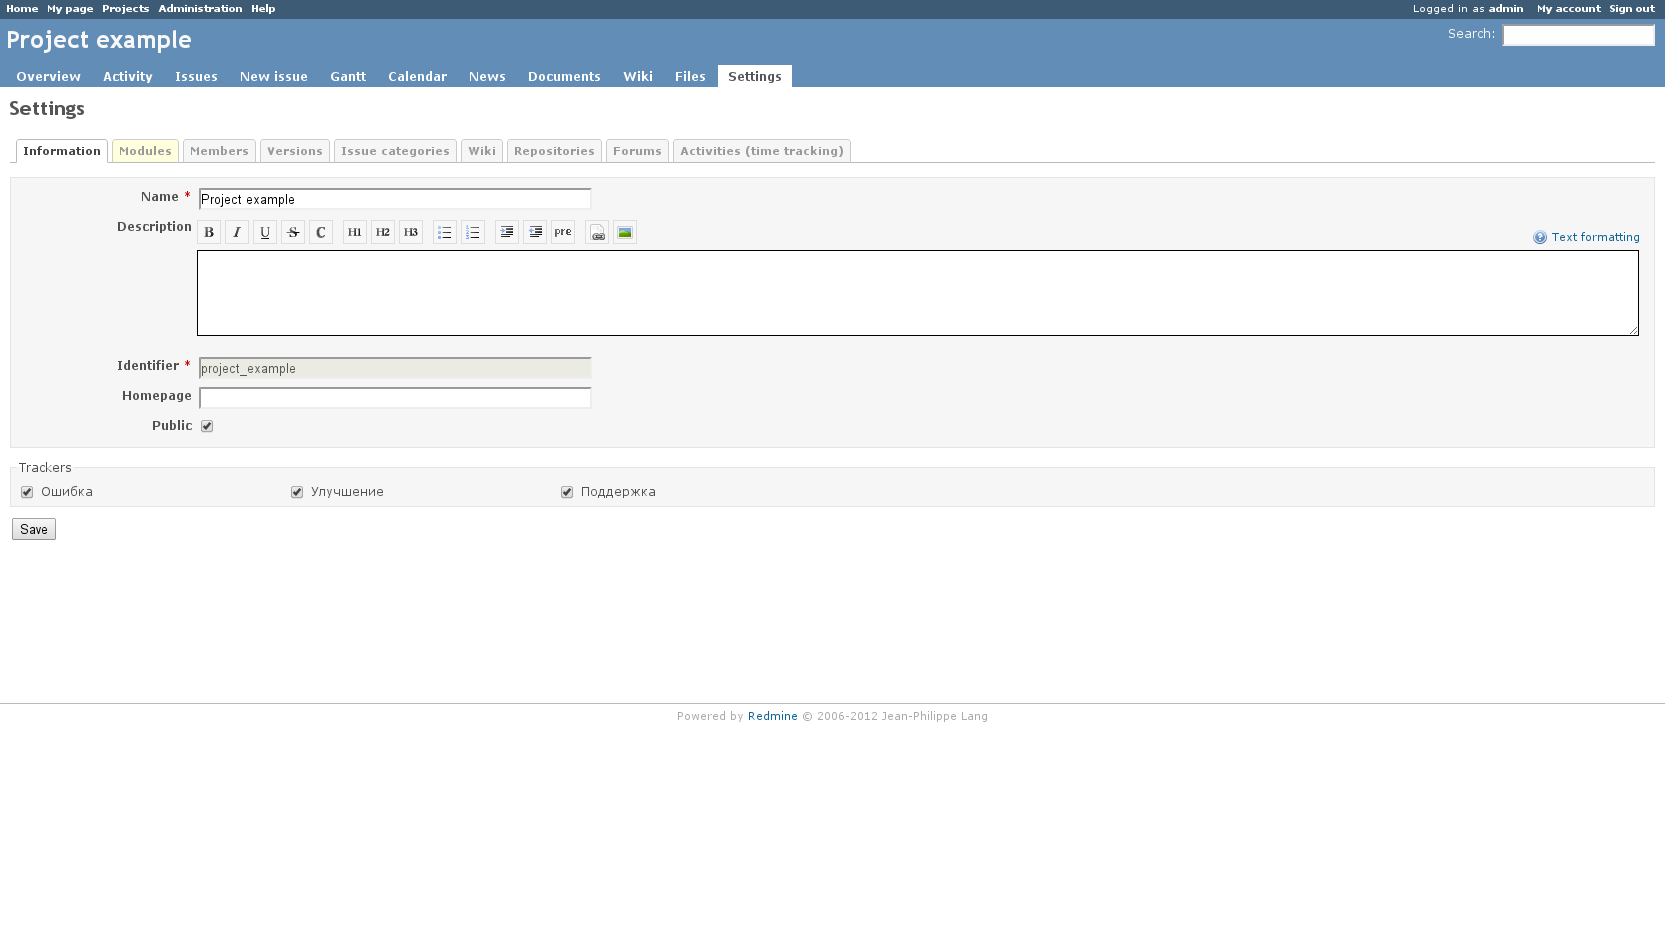 Home My page Projects Administration Help
Logged in as admin My account Sign out
Project example
Search:
Overview Activity Issues New issue Gantt Calendar News Documents Wiki Files Settings
Settings
Information Modules Members Versions Issue categories Wiki Repositories Forums Activities (time tracking)
Name * Project example
Description B I U S C H1 H2 H3 pre
Text formatting
Identifier * project_example
Homepage
Public
Trackers
Ошибка Улучшение Поддержка
Save
Powered by Redmine © 2006-2012 Jean-Philippe Lang